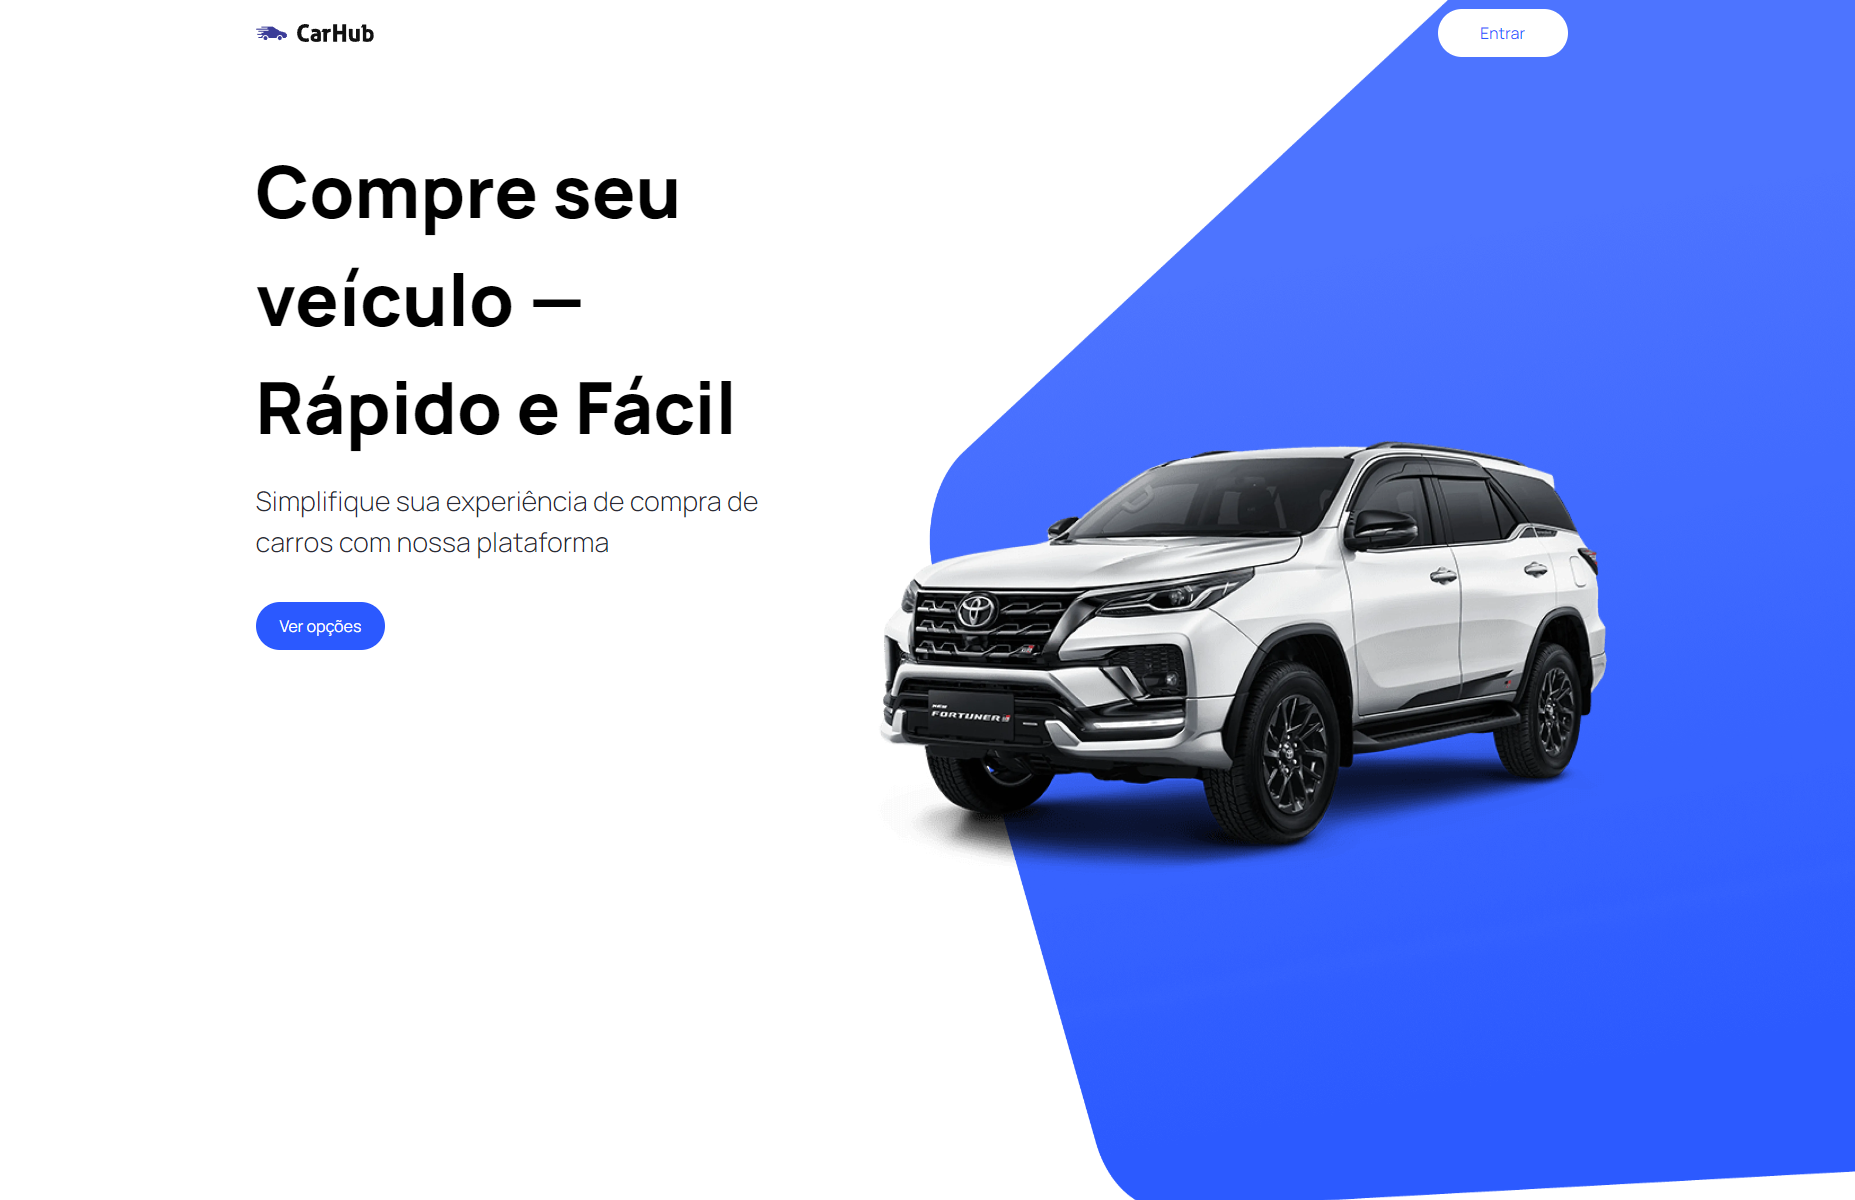 CarHub
Entrar
Compre seu
veículo —
Rápido e Fácil
Simplifique sua experiência de compra de
carros com nossa plataforma
Ver opções
NEW
FORTUNER GR